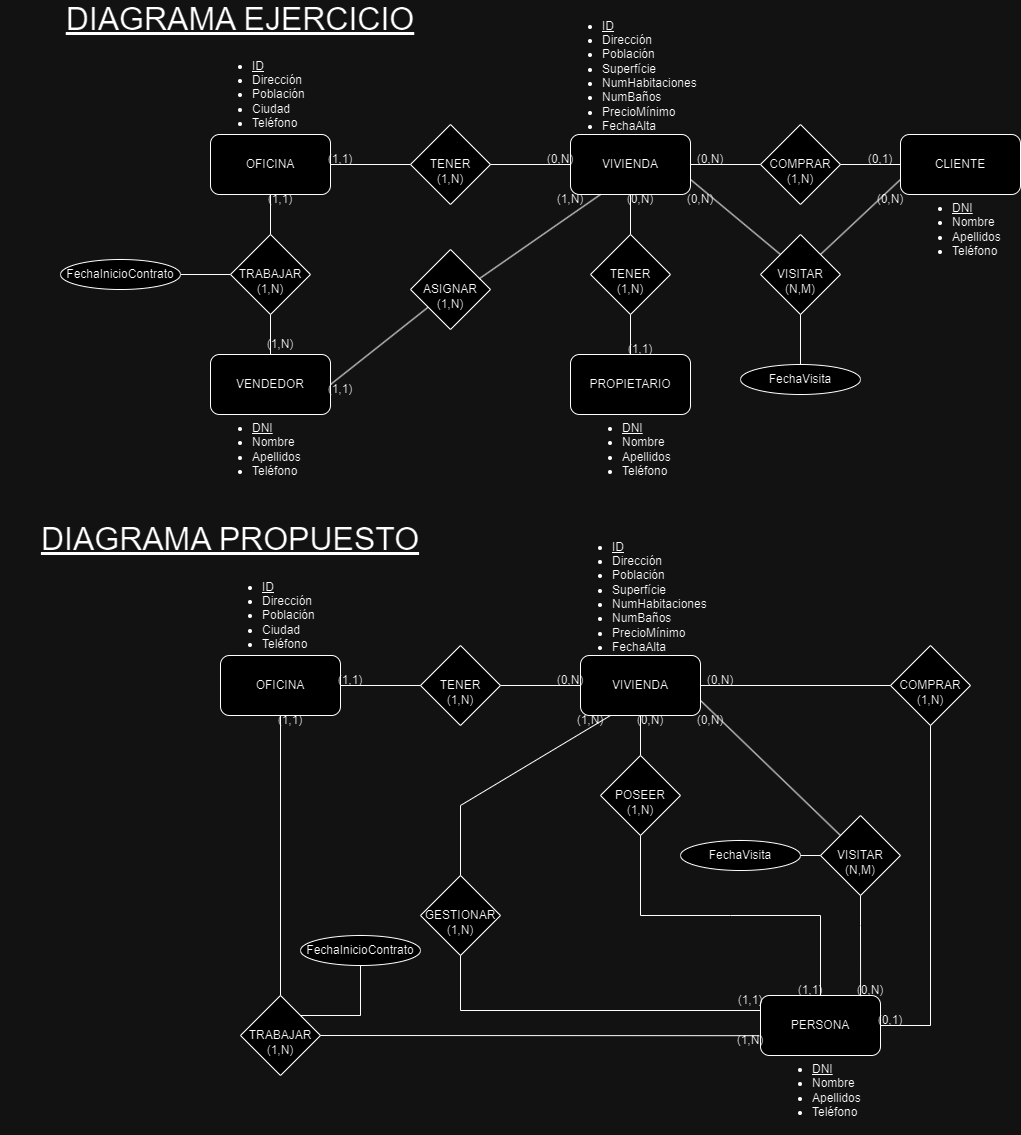 DIAGRAMA EJERCICIO
ID
Dirección
Población
Superfície
NumHabitaciones
NumBaños
PrecioMínimo
FechaAlta
ID
Dirección
Población
Ciudad
Teléfono
OFICINA
(1,1)
TENER
(1,N)
(0,N)
VIVIENDA
(0,N)
COMPRAR
(1,N)
(0,1)
CLIENTE
(1,1)
(1,N)
(0,N)
(0,N)
(0,N)
DNI
Nombre
Apellidos
Teléfono
FechaInicioContrato
TRABAJAR
(1,N)
ASIGNAR
(1,N)
TENER
(1,N)
VISITAR
(N,M)
(1,N)
(1,1)
VENDEDOR
(1,1)
PROPIETARIO
FechaVisita
DNI
Nombre
Apellidos
Teléfono
DNI
Nombre
Apellidos
Teléfono
DIAGRAMA PROPUESTO
ID
Dirección
Población
Superfície
NumHabitaciones
NumBaños
PrecioMínimo
FechaAlta
ID
Dirección
Población
Ciudad
Teléfono
OFICINA
(1,1)
TENER
(1,N)
(0,N)
VIVIENDA
(0,N)
COMPRAR
(1,N)
(1,1)
(1,N)
(0,N)
(0,N)
POSEER
(1,N)
FechaVisita
VISITAR
(N,M)
GESTIONAR
(1,N)
FechaInicioContrato
(1,1)
(0,N)
(1,1)
PERSONA
(0,1)
TRABAJAR
(1,N)
(1,N)
DNI
Nombre
Apellidos
Teléfono